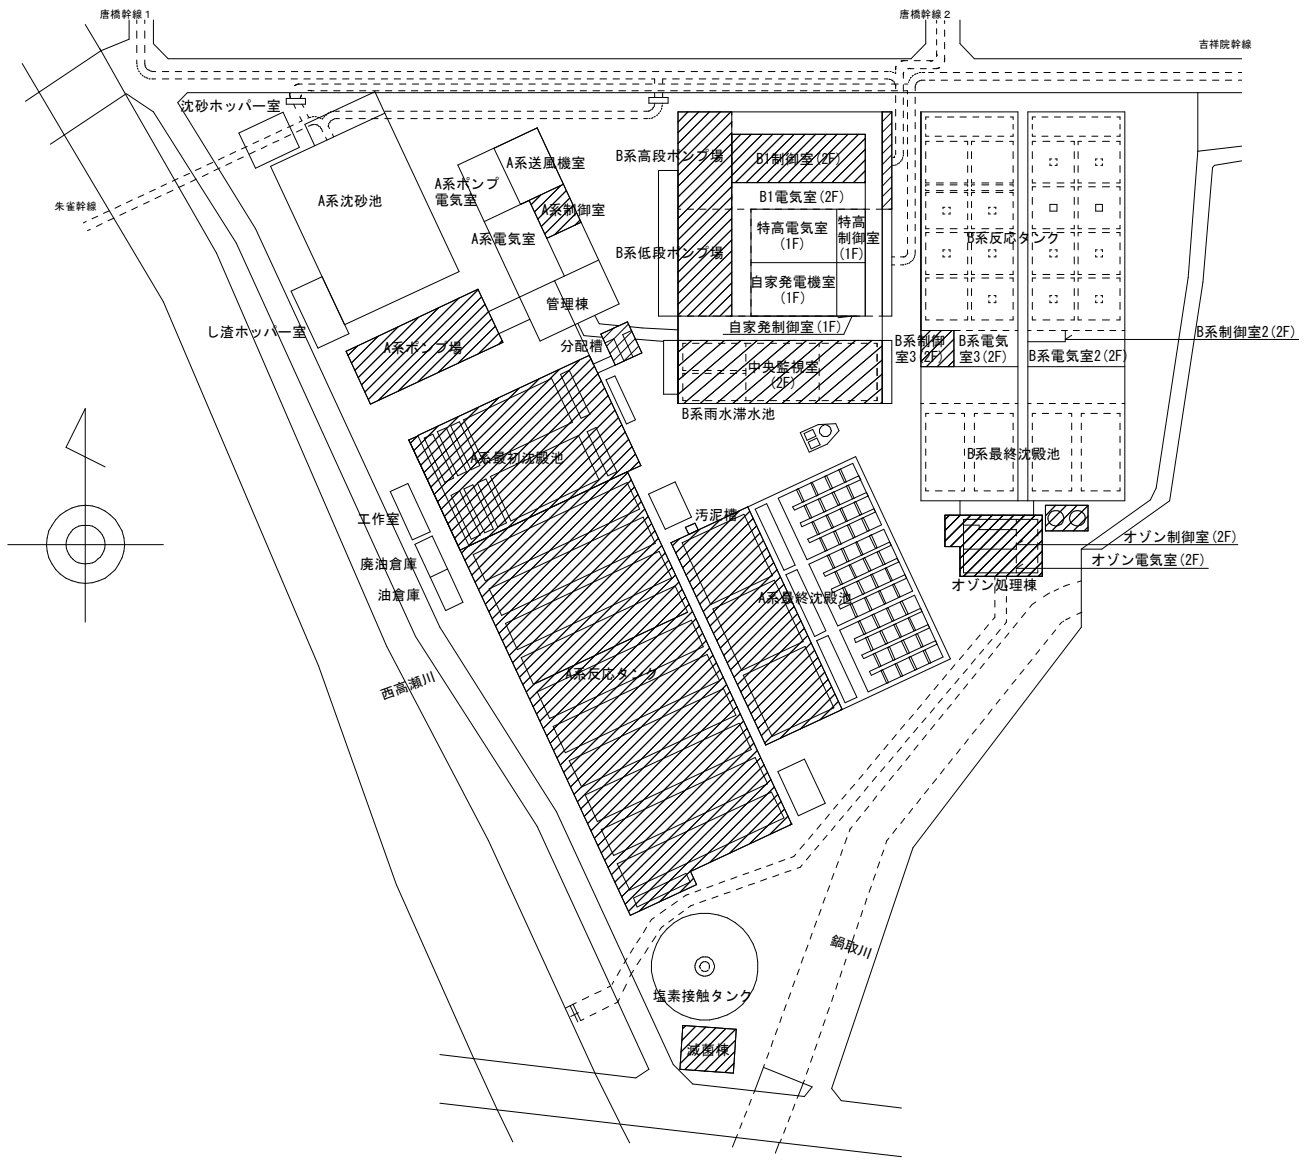 唐橋幹線１
唐橋幹線２
吉祥院幹線
沈砂ホッパー室
朱雀幹線
A系沈砂池
A系ポンプ
電気室
A系送風機室
A系制御室
A系電気室
管理棟
し渣ホッパー室
A系ポンプ場
分配槽
B系高段ポンプ場
B1制御室(2F)
B1電気室(2F)
B系低段ポンプ場
特高電気室
(1F)
特高
制御室
(1F)
自家発電機室
(1F)
自家発制御室(1F)
中央監視室
(2F)
B系雨水滞水池
B系反応タンク
B系制御
室3(2F)
B系電気
室3(2F)
B系電気室2(2F)
B系制御室2(2F)
B系最終沈殿池
オゾン制御室(2F)
オゾン電気室(2F)
オゾン処理棟
A系最初沈殿池
工作室
廃油倉庫
油倉庫
汚泥槽
A系最終沈殿池
A系反応タンク
西高瀬川
鍋取川
塩素接触タンク
滅菌棟